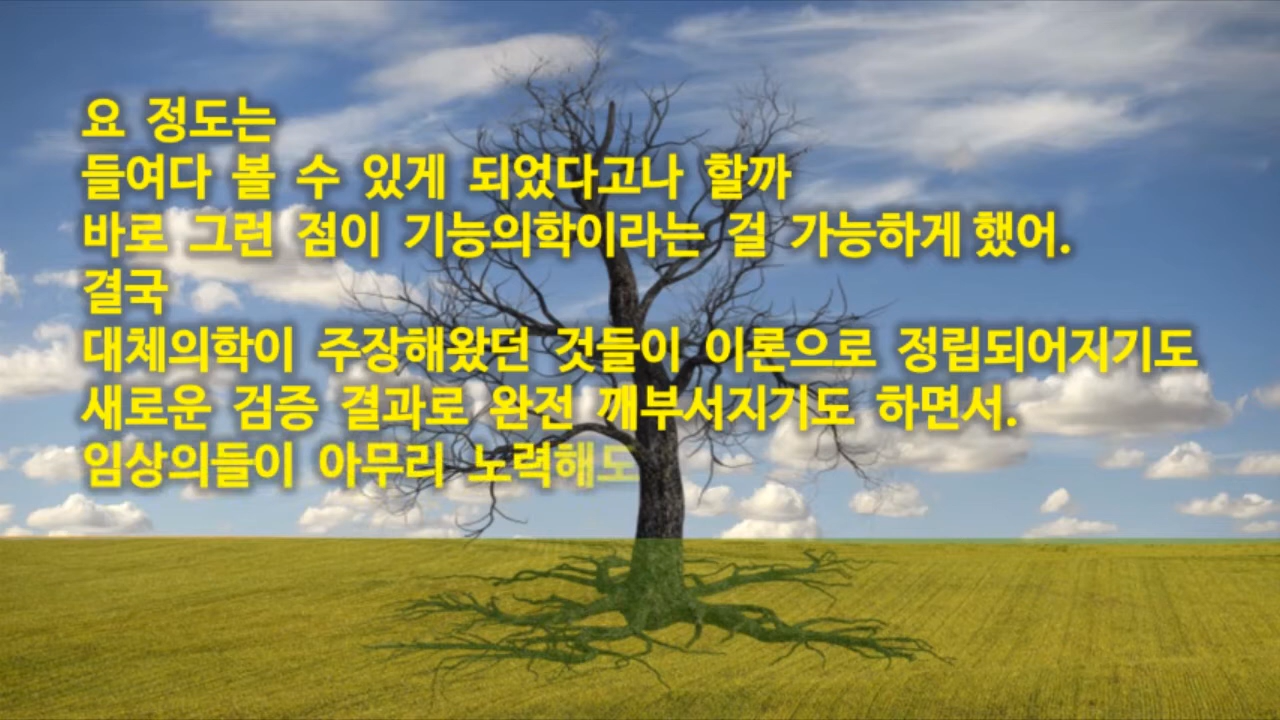 요 정도는
들여다 볼 수 있게 되었다고나 할까
바로 그런 점이 기능의학이라는 걸 가능하게 했어.
결국
대체의학이 주장해왔던 것들이 이론으로 정립되어지기도
새로운 검증 결과로 완전 깨부서지기도 하면서.
임상의들이 아무리 노력해도